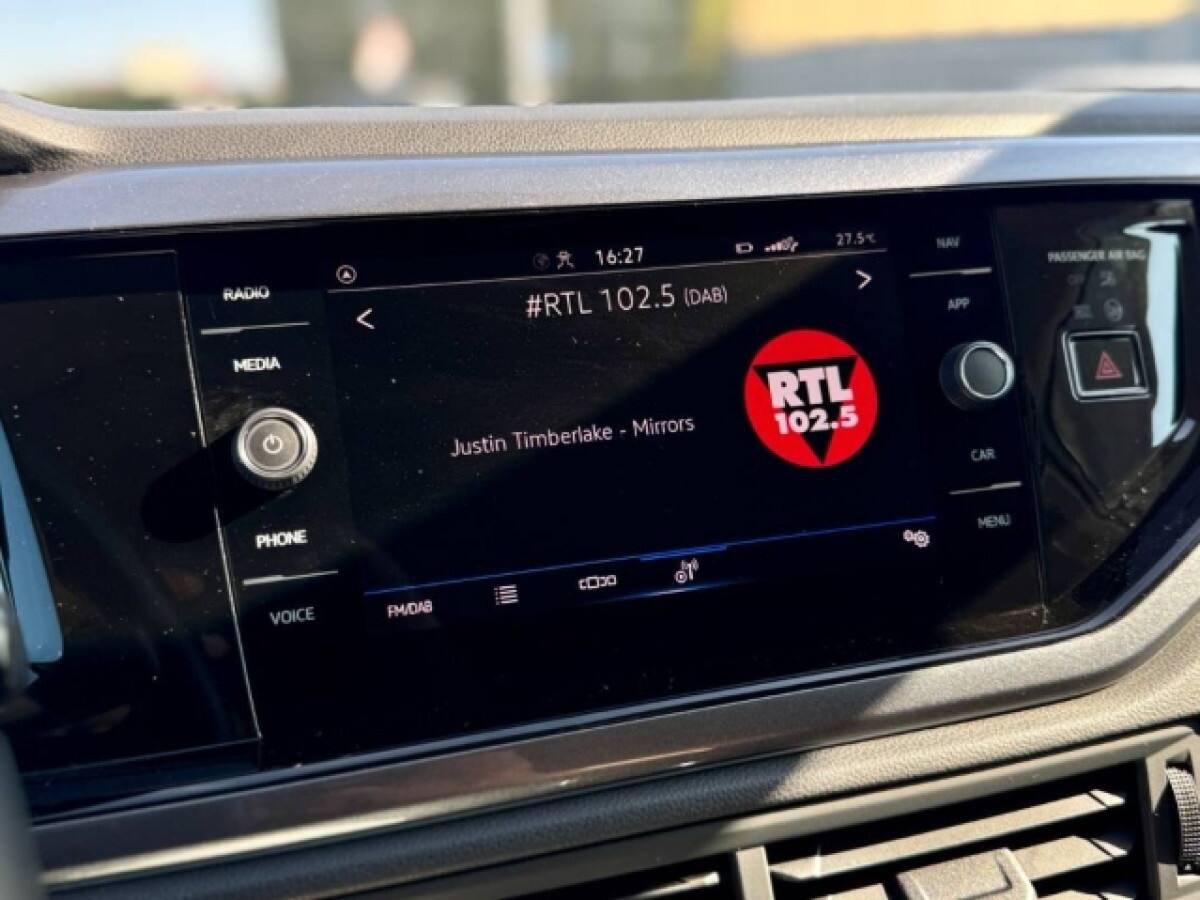 RADIO
MEDIA
PHONE
VOICE
16:27
27.5°C
#RTL 102.5 (DAB)
RTL
102.5
Justin Timberlake - Mirrors
FM/DAB
NAV
APP
CAR
MENU
PASSENGER AIR BAG